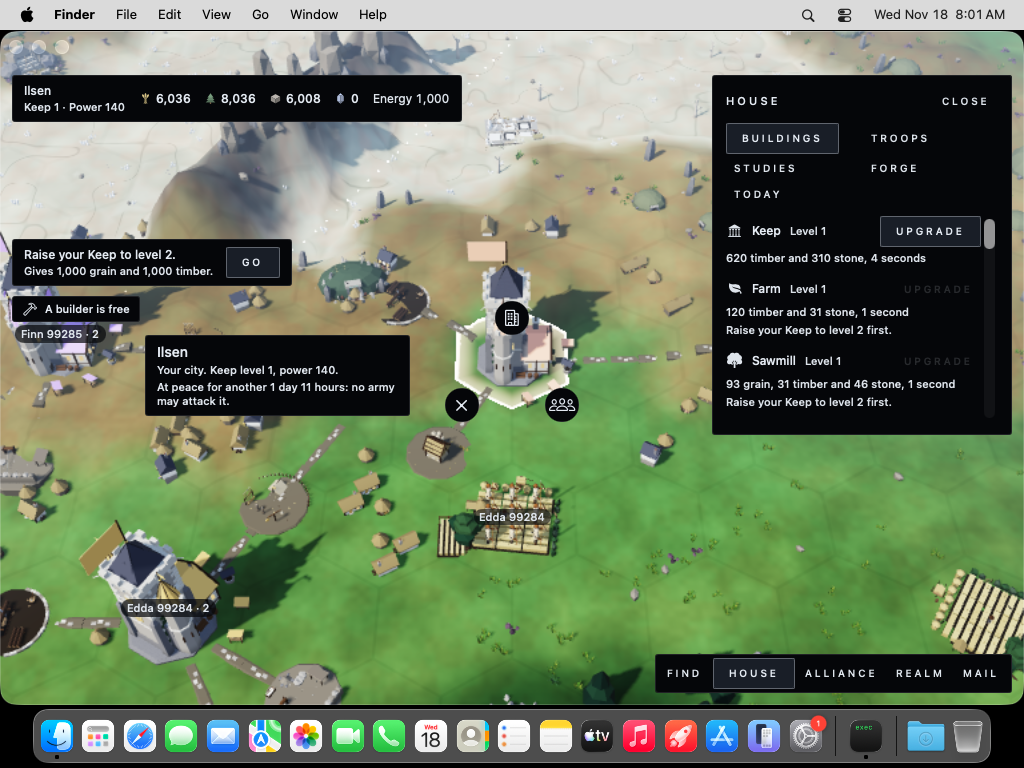 Finder File Edit View Go Window Help Wed Nov 18 8:01 AM
Ilsen
Keep 1 · Power 140
6,036 8,036 6,008 0 Energy 1,000
Raise your Keep to level 2.
Gives 1,000 grain and 1,000 timber.
GO
A builder is free
Finn 99285 · 2
Ilsen
Your city. Keep level 1, power 140.
At peace for another 1 day 11 hours: no army
may attack it.
Edda 99284
Edda 99284 · 2
HOUSE CLOSE
BUILDINGS TROOPS
STUDIES FORGE
TODAY
Keep Level 1 UPGRADE
620 timber and 310 stone, 4 seconds
Farm Level 1 UPGRADE
120 timber and 31 stone, 1 second
Raise your Keep to level 2 first.
Sawmill Level 1 UPGRADE
93 grain, 31 timber and 46 stone, 1 second
Raise your Keep to level 2 first.
FIND HOUSE ALLIANCE REALM MAIL
Wed
18
tv
1
exec